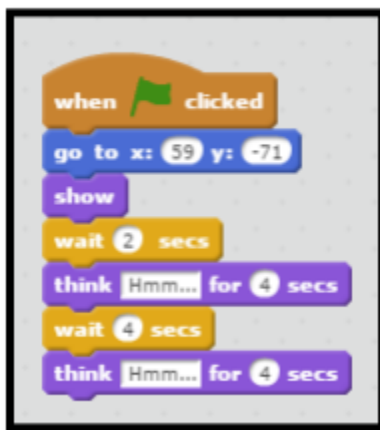 when clicked
go to x: 59 y: -71
show
wait 2 secs
think Hmm... for 4 secs
wait 4 secs
think Hmm... for 4 secs